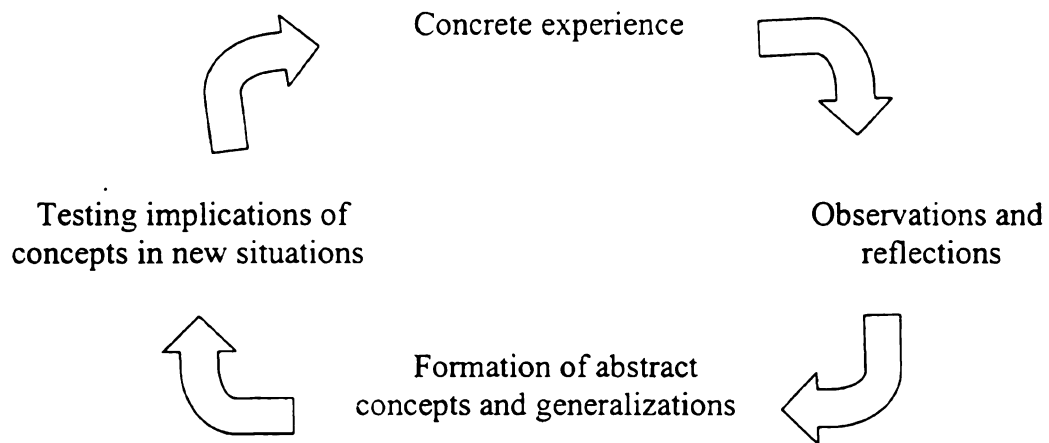 Concrete experience
Observations and
reflections
Formation of abstract
concepts and generalizations
Testing implications of
concepts in new situations